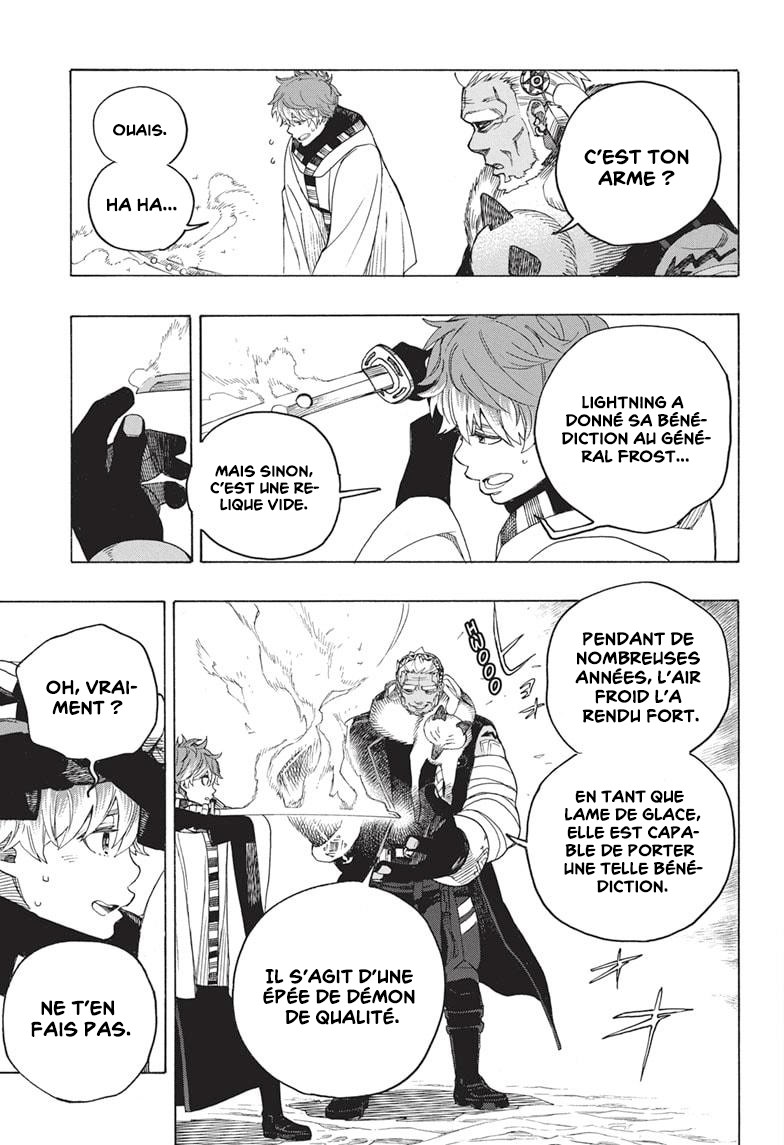 C'EST TON
ARME ?
OUAIS.
HA HA...
LIGHTNING A
DONNÉ SA BÉNÉ-
DICTION AU GÉNÉ-
RAL FROST...
MAIS SINON,
C'EST UNE RE-
LIQUE VIDE.
PENDANT DE
NOMBREUSES
ANNÉES, L'AIR
FROID L'A
RENDU FORT.
EN TANT QUE
LAME DE GLACE,
ELLE EST CAPA-
BLE DE PORTER
UNE TELLE BÉNÉ-
DICTION.
HNOOO
IL S'AGIT D'UNE
ÉPÉE DE DÉMON
DE QUALITÉ.
OH, VRAI-
MENT ?
NE T'EN
FAIS PAS.